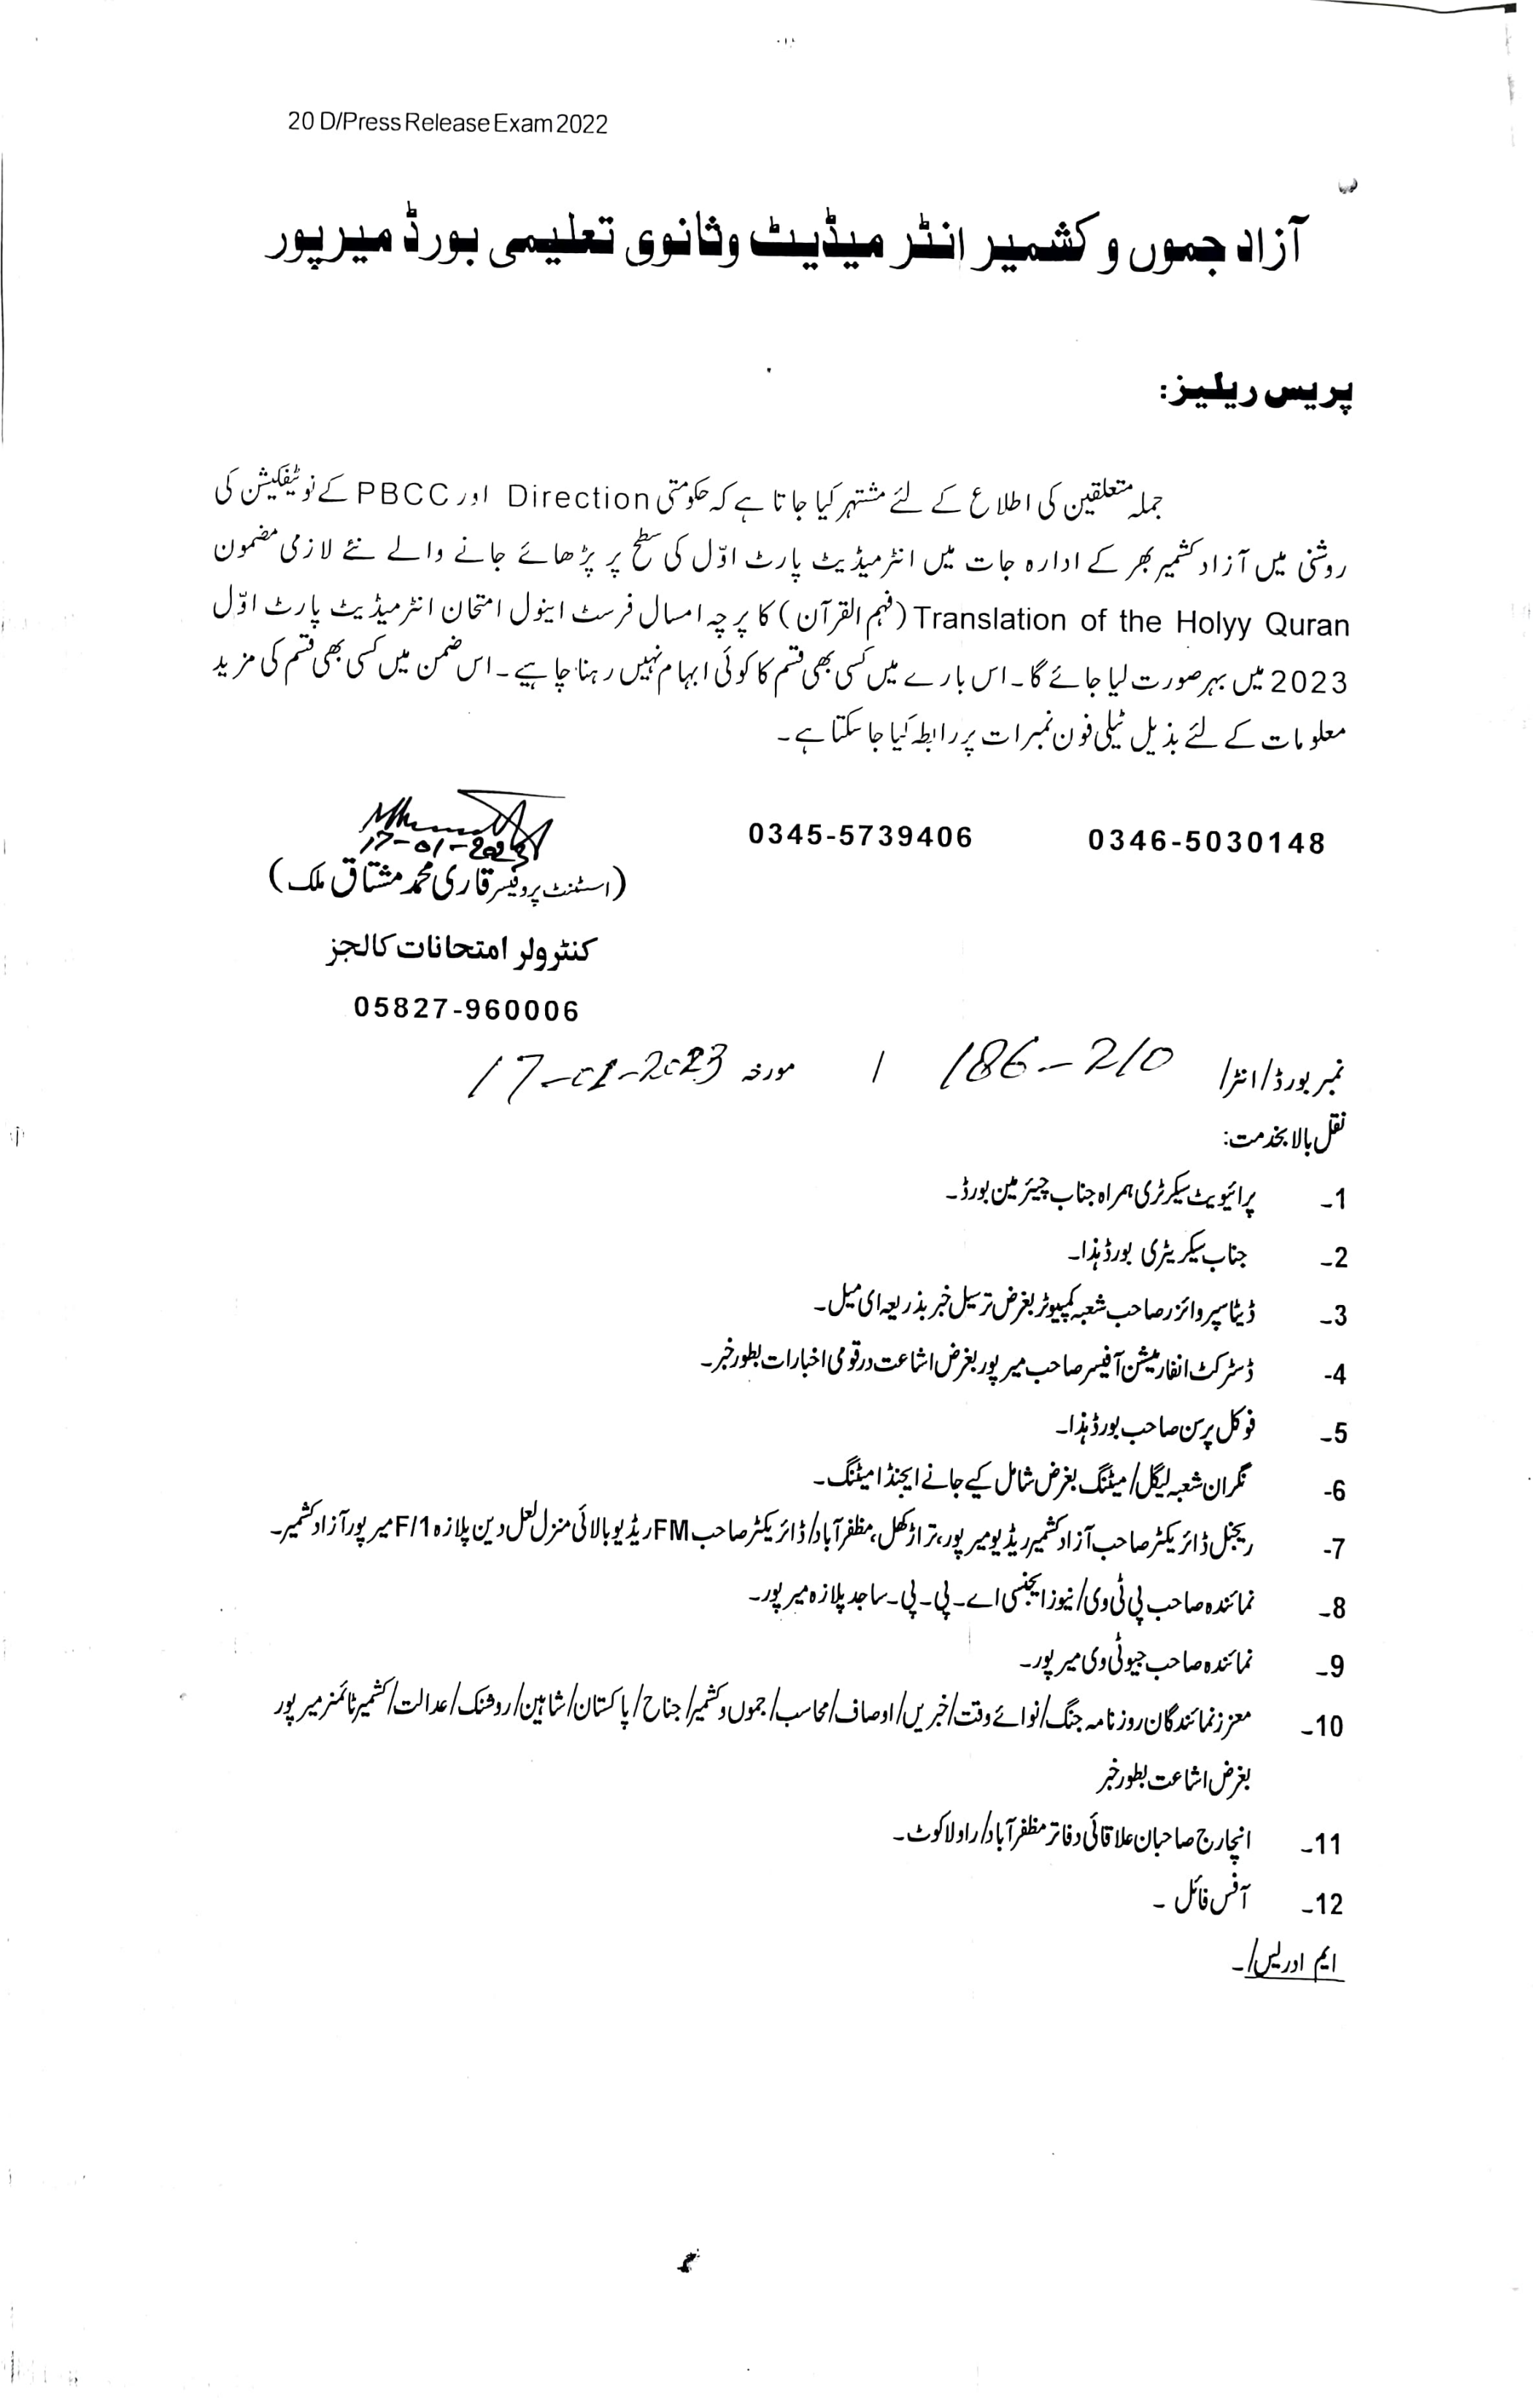 20 D/Press Release Exam 2022
آزاد جموں و کشمیر انٹر میڈیٹ وثانوی تعلیمی بورڈ میرپور
پریس ریلیز:
جملہ متعلقین کی اطلاع کے لئے مشتہر کیا جاتا ہے کہ حکومتی Direction اور PBCC کے نوٹیفکیشن کی
روشنی میں آزاد کشمیر بھر کے ادارہ جات میں انٹرمیڈیٹ پارٹ اوّل کی سطح پر پڑھائے جانے والے نئے لازمی مضمون
Translation of the Holyy Quran (فہم القرآن) کا پرچہ امسال فرسٹ اینول امتحان انٹرمیڈیٹ پارٹ اوّل
2023 میں بہر صورت لیا جائے گا۔ اس بارے میں کسی بھی قسم کا کوئی ابہام نہیں رہنا چاہیے۔ اس ضمن میں کسی بھی قسم کی مزید
معلومات کے لئے بذیل ٹیلی فون نمبرات پر رابطہ کیا جا سکتا ہے۔
0346-5030148 0345-5739406
17-01-2023
(اسسٹنٹ پروفیسر قاری محمد مشتاق ملک)
کنٹرولر امتحانات کالجز
05827-960006
نمبر بورڈ/انٹر/ 186-210 / مورخہ 17-01-2023
نقل بالا بخدمت:
1۔ پرائیویٹ سیکرٹری ہمراہ جناب چیئرمین بورڈ۔
2۔ جناب سیکریٹری بورڈ ہذا۔
3۔ ڈیٹا سپروائزر صاحب شعبہ کمپیوٹر بغرض ترسیل خبر بذریعہ ای میل۔
4- ڈسٹرکٹ انفارمیشن آفیسر صاحب میرپور بغرض اشاعت در قومی اخبارات بطور خبر۔
5۔ فوکل پرسن صاحب بورڈ ہذا۔
6- نگران شعبہ لیگل/میٹنگ بغرض شامل کیے جانے ایجنڈا میٹنگ۔
7- ریجنل ڈائریکٹر صاحب آزاد کشمیر ریڈیو میرپور، تراڑکھل، مظفرآباد/ڈائریکٹر صاحب FM ریڈیو بالائی منزل لعل دین پلازہ F/1 میرپور آزاد کشمیر۔
8۔ نمائندہ صاحب پی ٹی وی/نیوز ایجنسی اے۔پی۔پی۔ساجد پلازہ میرپور۔
9۔ نمائندہ صاحب جیو ٹی وی میرپور۔
10۔ معزز نمائندگان روزنامہ جنگ/نوائے وقت/خبریں/اوصاف/محاسب/جموں و کشمیر/جناح/پاکستان/شاہین/روشنک/عدالت/کشمیر ٹائمز میرپور
بغرض اشاعت بطور خبر
11۔ انچارج صاحبان علاقائی دفاتر مظفرآباد/راولاکوٹ۔
12۔ آفس فائل ۔
ایم ادریس/۔